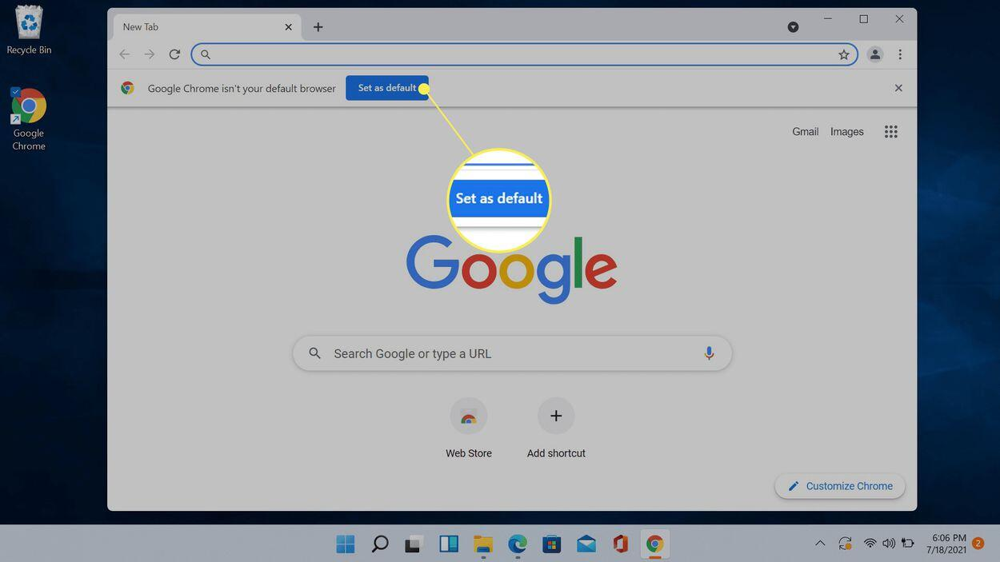 Recycle Bin
Google
Chrome
New Tab
Google Chrome isn't your default browser
Set as default
Gmail
Images
Set as default
Google
Search Google or type a URL
Web Store
Add shortcut
Customize Chrome
6:06 PM
7/18/2021
2